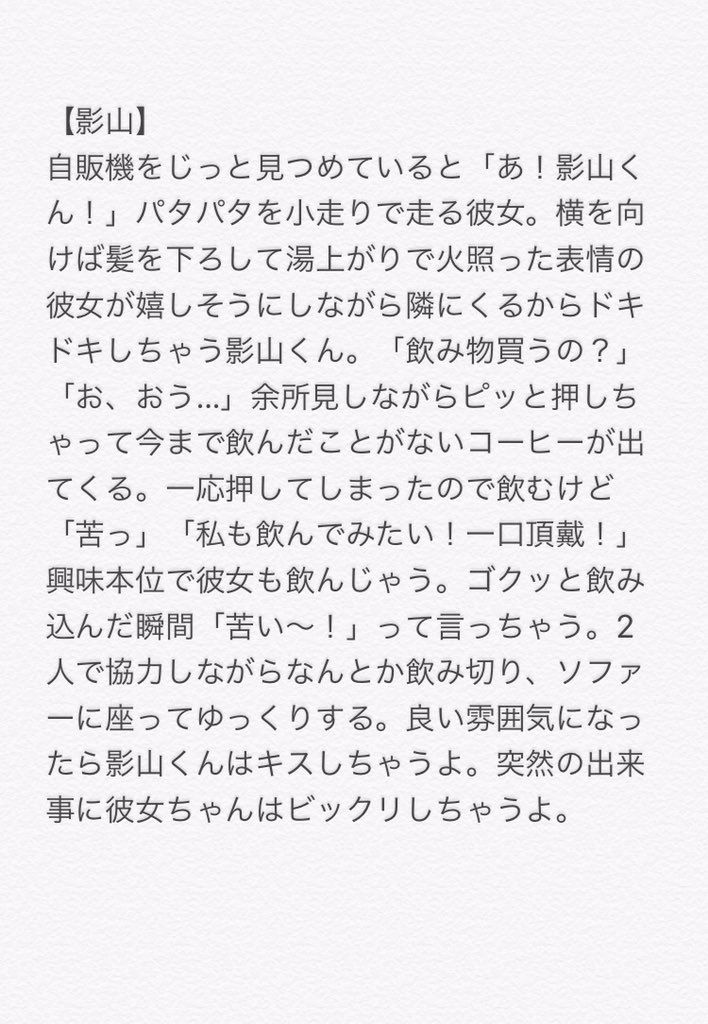 【影山】
自販機をじっと見つめていると「あ！影山く
ん！」パタパタを小走りで走る彼女。横を向
けば髪を下ろして湯上がりで火照った表情の
彼女が嬉しそうにしながら隣にくるからドキ
ドキしちゃう影山くん。「飲み物買うの？」
「お、おう…」余所見しながらピッと押しち
ゃって今まで飲んだことがないコーヒーが出
てくる。一応押してしまったので飲むけど
「苦っ」「私も飲んでみたい！一口頂戴！」
興味本位で彼女も飲んじゃう。ゴクッと飲み
込んだ瞬間「苦い〜！」って言っちゃう。2
人で協力しながらなんとか飲み切り、ソファ
ーに座ってゆっくりする。良い雰囲気になっ
たら影山くんはキスしちゃうよ。突然の出来
事に彼女ちゃんはビックリしちゃうよ。